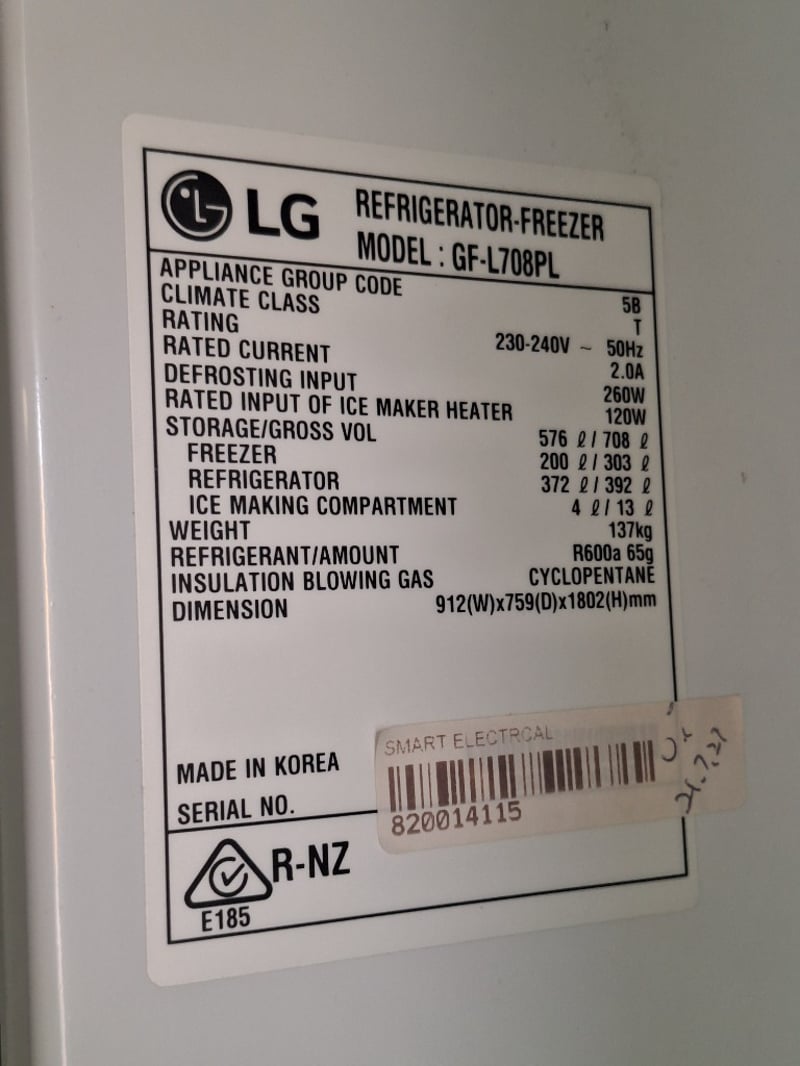 LG REFRIGERATOR-FREEZER
MODEL : GF-L708PL
APPLIANCE GROUP CODE 5B
CLIMATE CLASS T
RATING 230-240V ~ 50Hz
RATED CURRENT 2.0A
DEFROSTING INPUT 260W
RATED INPUT OF ICE MAKER HEATER 120W
STORAGE/GROSS VOL 576 ℓ / 708 ℓ
FREEZER 200 ℓ / 303 ℓ
REFRIGERATOR 372 ℓ / 392 ℓ
ICE MAKING COMPARTMENT 4 ℓ / 13 ℓ
WEIGHT 137kg
REFRIGERANT/AMOUNT R600a 65g
INSULATION BLOWING GAS CYCLOPENTANE
DIMENSION 912(W)x759(D)x1802(H)mm
MADE IN KOREA
SERIAL NO.
SMART ELECTRCAL
820014115
R-NZ
E185